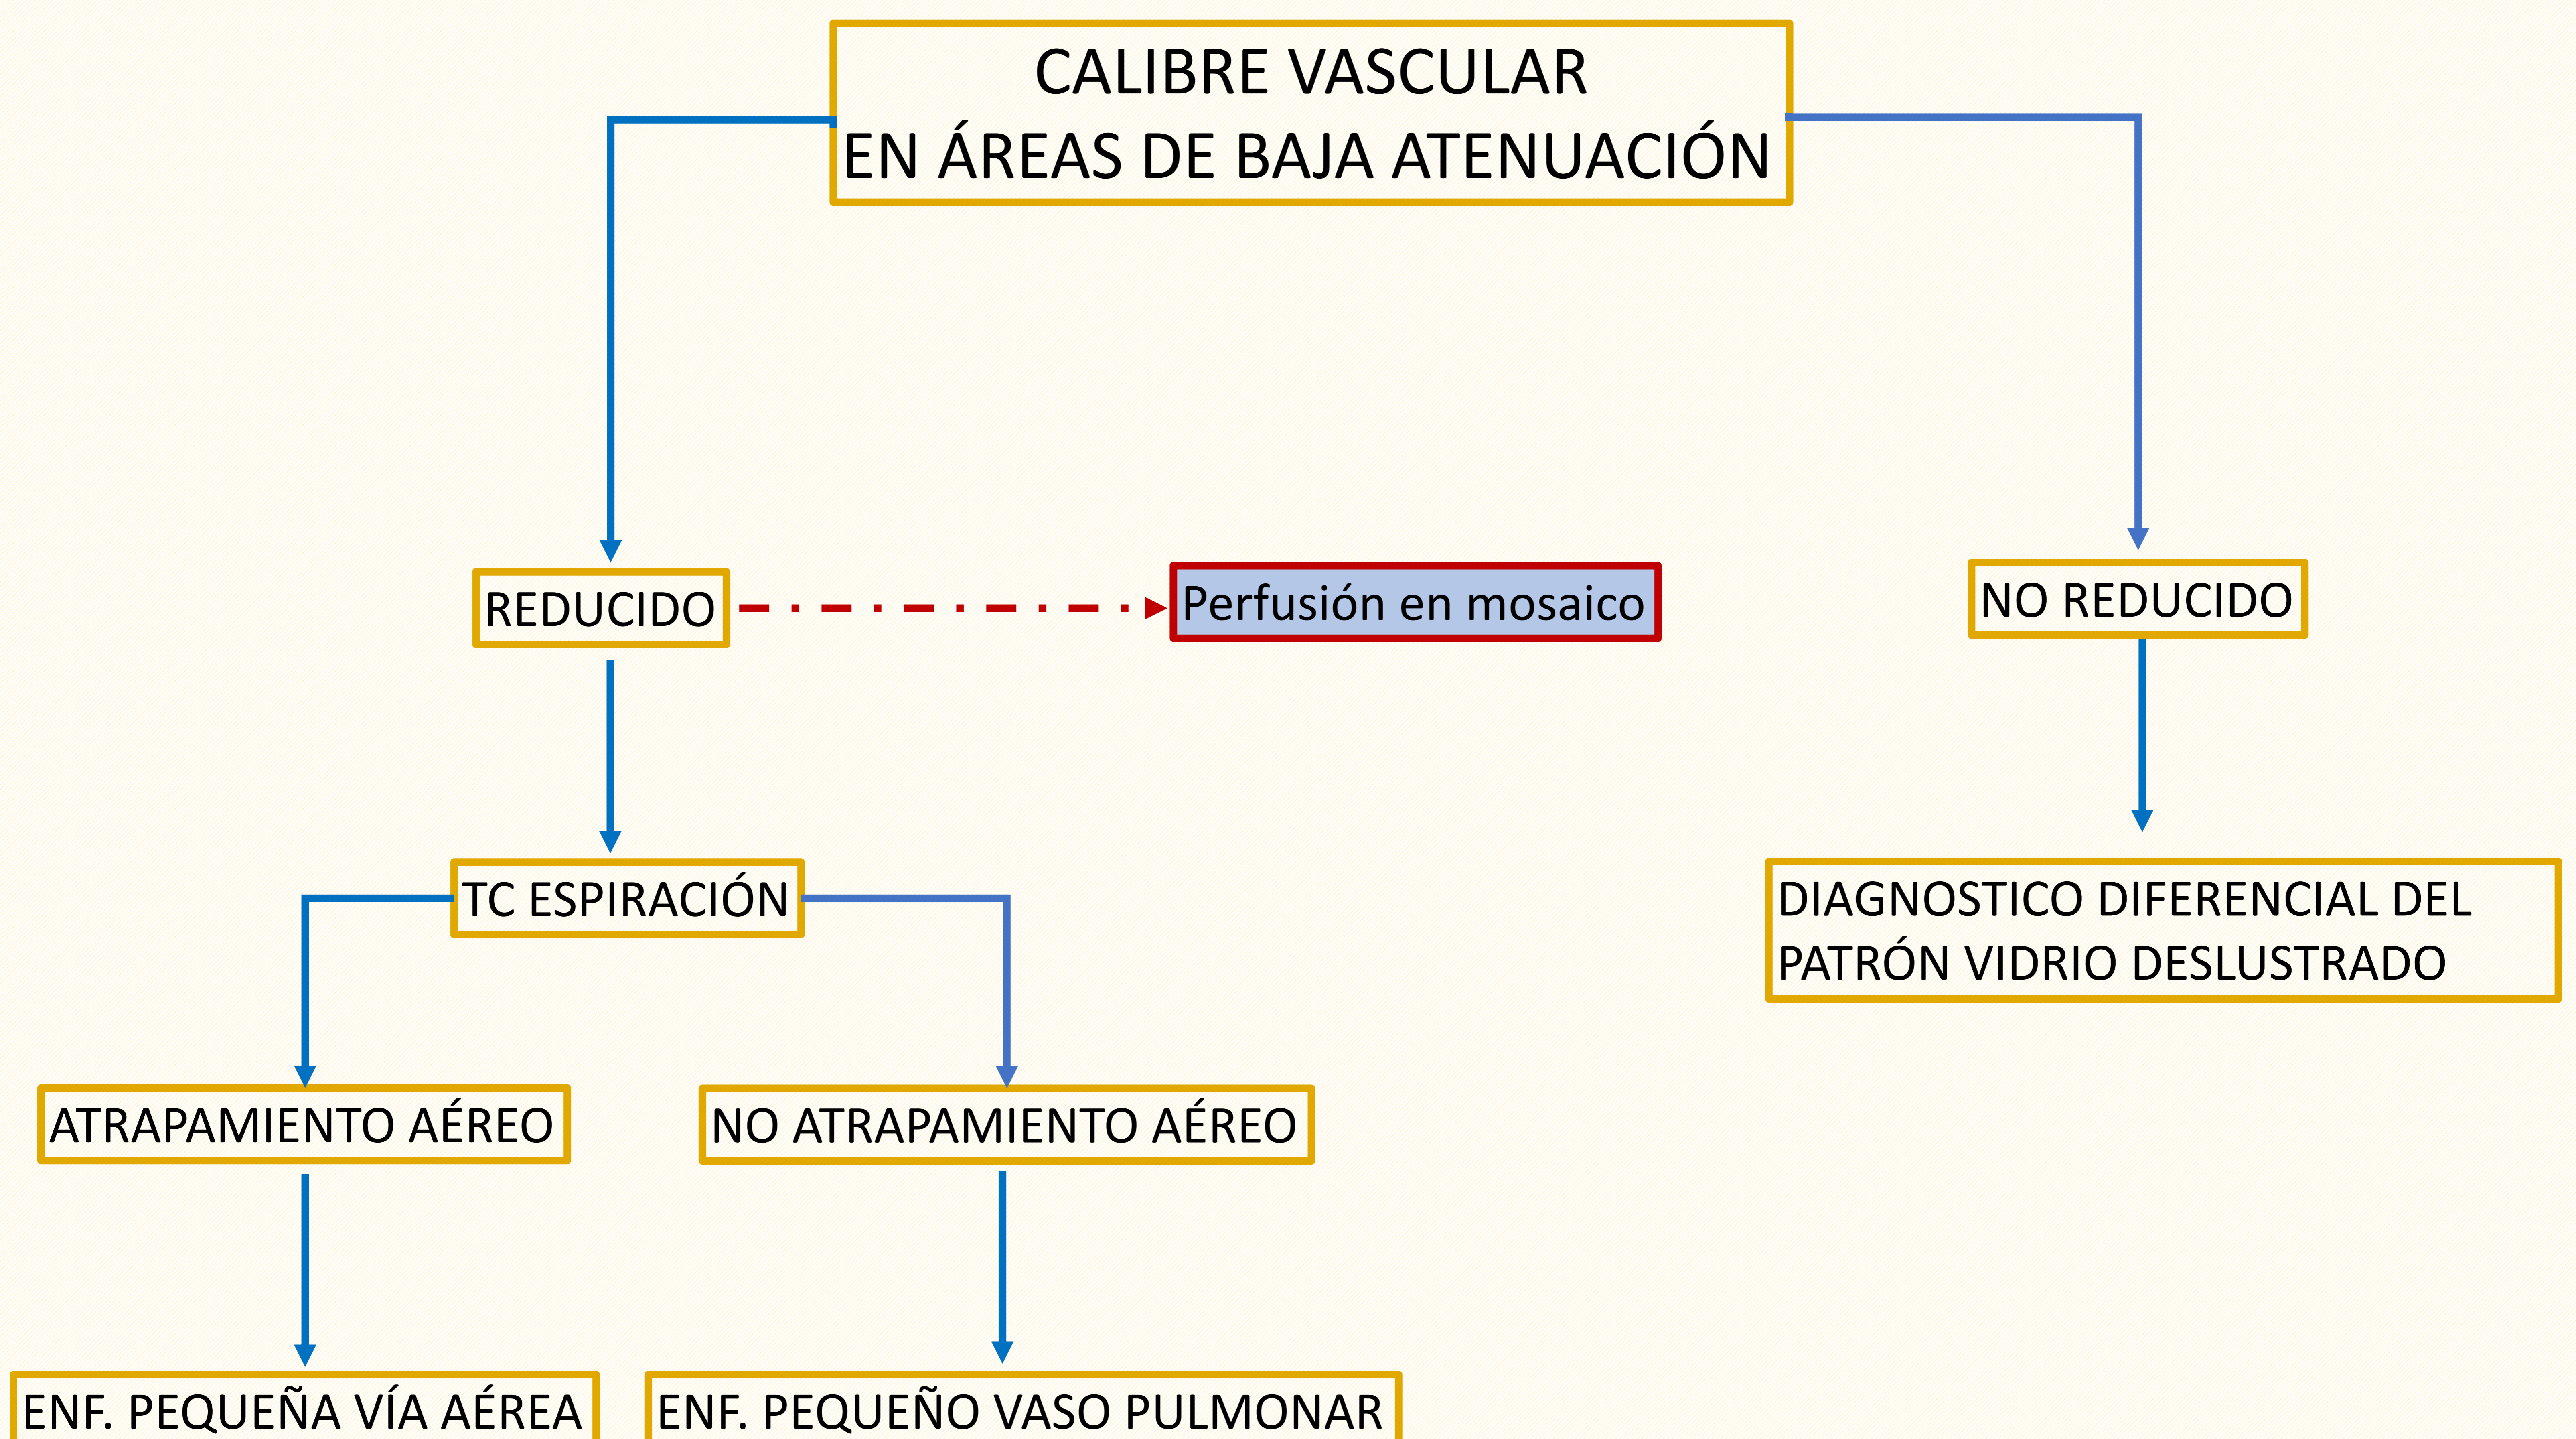 CALIBRE VASCULAR
EN ÁREAS DE BAJA ATENUACIÓN
REDUCIDO
Perfusión en mosaico
NO REDUCIDO
TC ESPIRACIÓN
DIAGNOSTICO DIFERENCIAL DEL
PATRÓN VIDRIO DESLUSTRADO
ATRAPAMIENTO AÉREO
NO ATRAPAMIENTO AÉREO
ENF. PEQUEÑA VÍA AÉREA
ENF. PEQUEÑO VASO PULMONAR